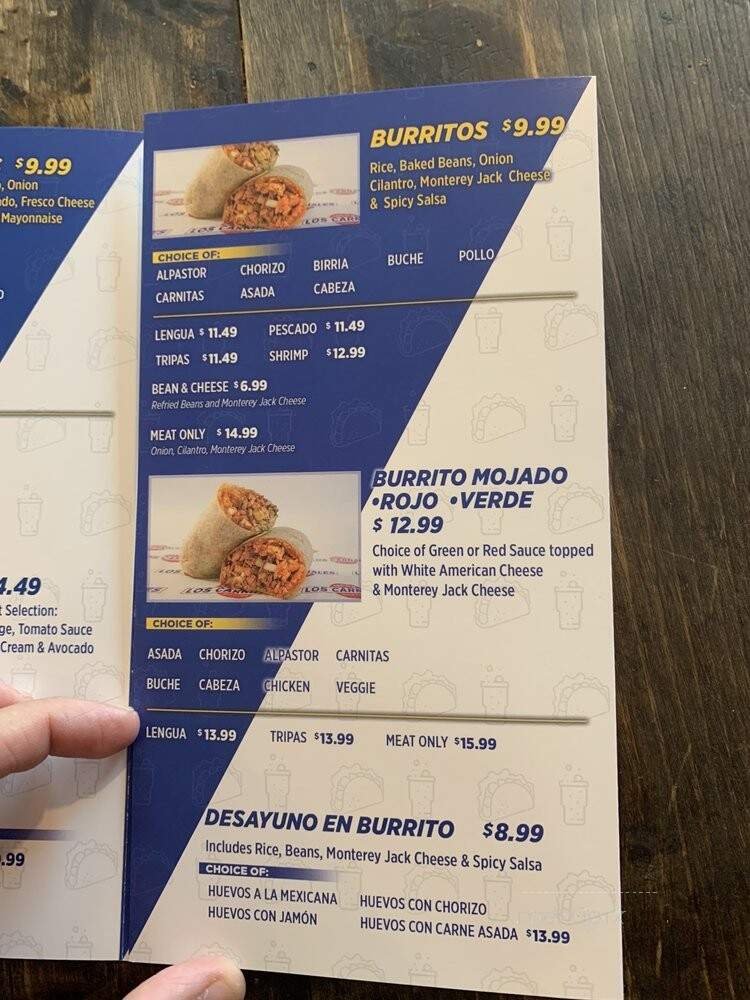 $9.99
, Onion
do, Fresco Cheese
Mayonnaise
4.49
t Selection:
ge, Tomato Sauce
Cream & Avocado
.99
BURRITOS $9.99
Rice, Baked Beans, Onion
Cilantro, Monterey Jack Cheese
& Spicy Salsa
LOS CAR
CHOICE OF:
ALPASTOR CHORIZO BIRRIA BUCHE POLLO
CARNITAS ASADA CABEZA
LENGUA $11.49 PESCADO $11.49
TRIPAS $11.49 SHRIMP $12.99
BEAN & CHEESE $6.99
Refried Beans and Monterey Jack Cheese
MEAT ONLY $14.99
Onion, Cilantro, Monterey Jack Cheese
BURRITO MOJADO
•ROJO •VERDE
$12.99
Choice of Green or Red Sauce topped
with White American Cheese
& Monterey Jack Cheese
LOS CAR
LOS CAR
CHOICE OF:
ASADA CHORIZO ALPASTOR CARNITAS
BUCHE CABEZA CHICKEN VEGGIE
LENGUA $13.99 TRIPAS $13.99 MEAT ONLY $15.99
DESAYUNO EN BURRITO $8.99
Includes Rice, Beans, Monterey Jack Cheese & Spicy Salsa
CHOICE OF:
HUEVOS A LA MEXICANA HUEVOS CON CHORIZO
HUEVOS CON JAMÓN HUEVOS CON CARNE ASADA $13.99